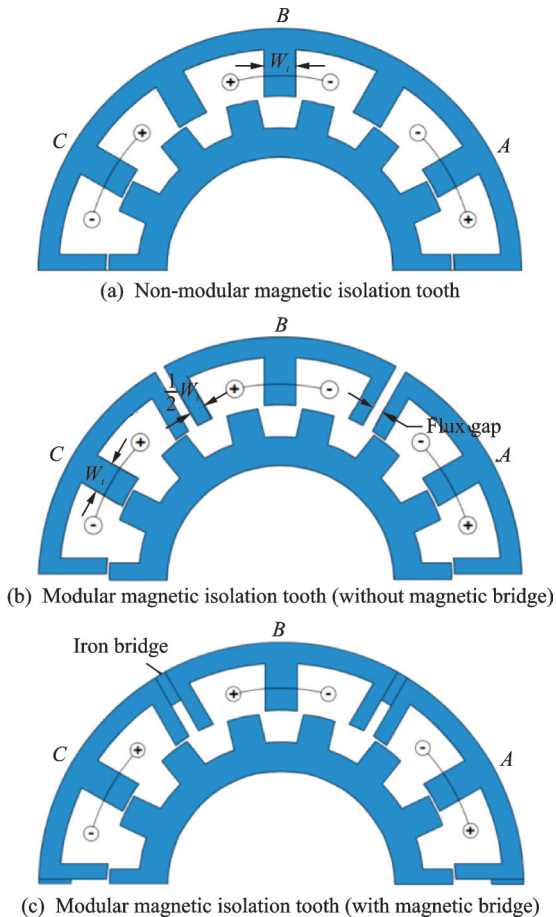 B
W_t
+ -
C + - A
- +
(a) Non-modular magnetic isolation tooth
B
1/2 W_t
+ -
Flux gap
C + - A
W_t
- +
(b) Modular magnetic isolation tooth (without magnetic bridge)
B
Iron bridge
+ -
C + - A
- +
(c) Modular magnetic isolation tooth (with magnetic bridge)